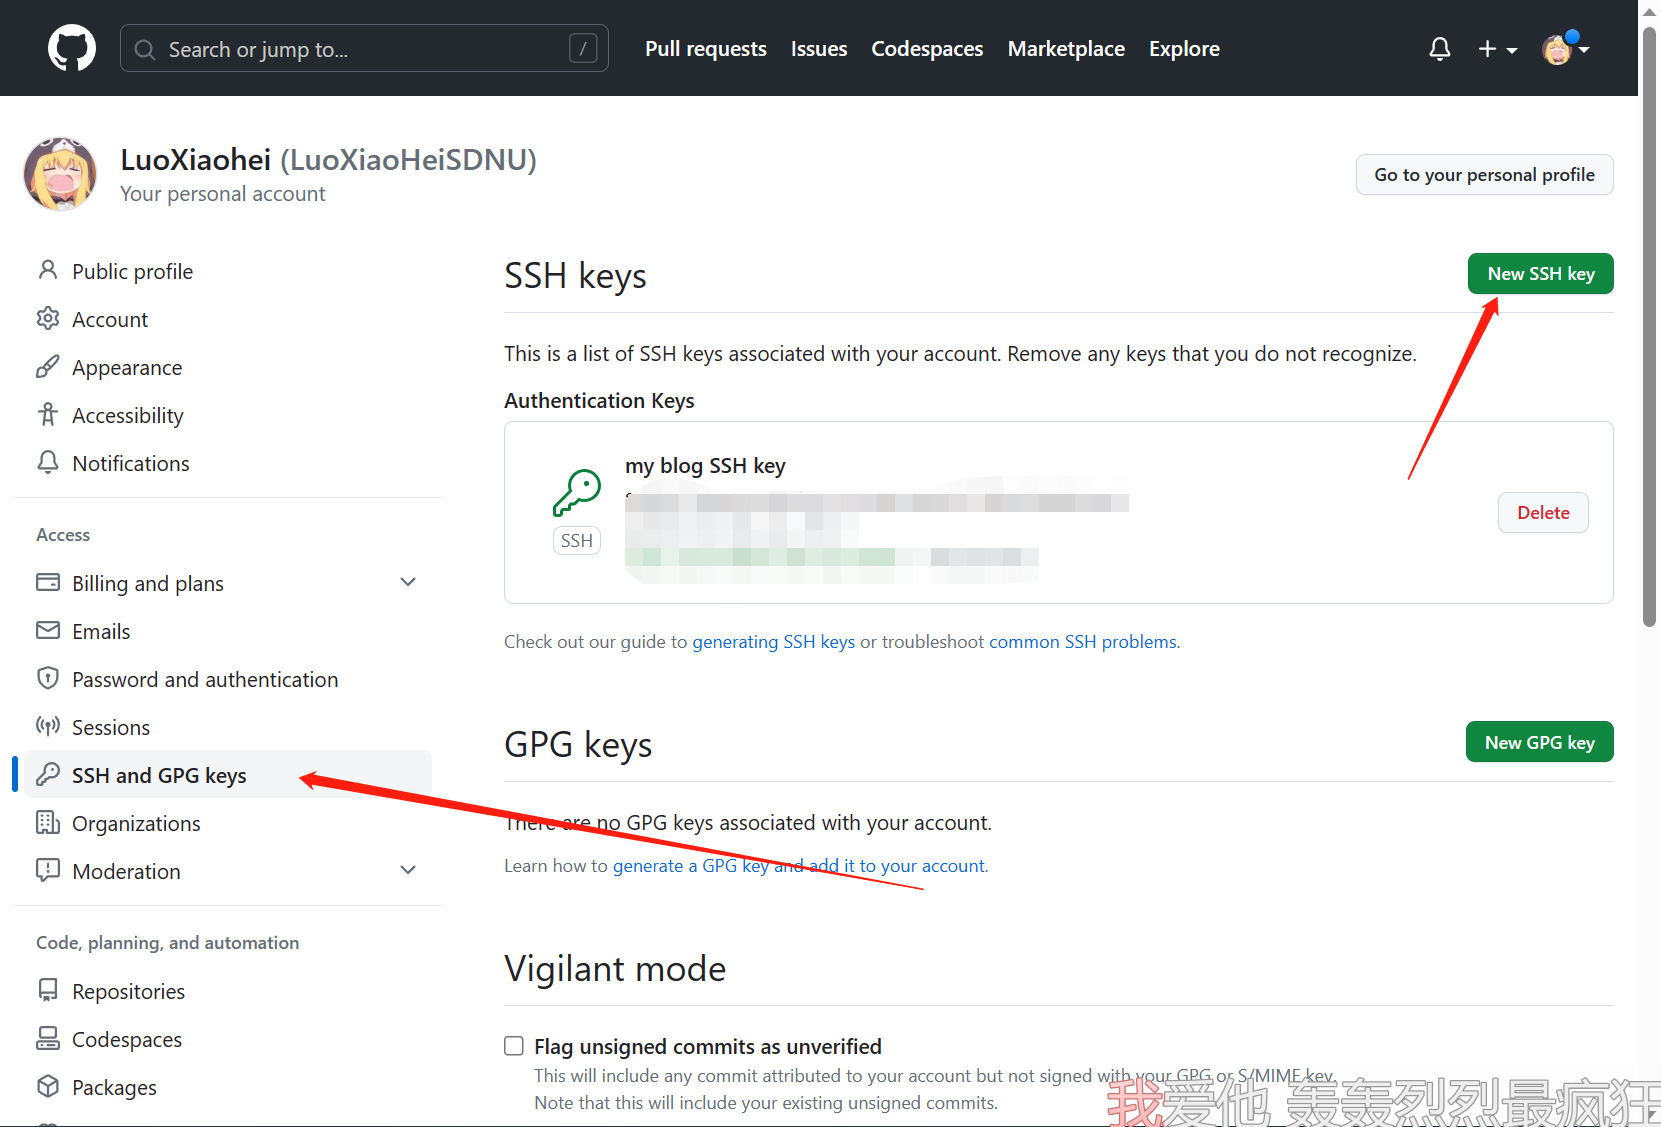 Search or jump to...
/
Pull requests
Issues
Codespaces
Marketplace
Explore
LuoXiaohei (LuoXiaoHeiSDNU)
Your personal account
Go to your personal profile
Public profile
Account
Appearance
Accessibility
Notifications
Access
Billing and plans
Emails
Password and authentication
Sessions
SSH and GPG keys
Organizations
Moderation
Code, planning, and automation
Repositories
Codespaces
Packages
SSH keys
New SSH key
This is a list of SSH keys associated with your account. Remove any keys that you do not recognize.
Authentication Keys
my blog SSH key
SSH
Delete
Check out our guide to generating SSH keys or troubleshoot common SSH problems.
GPG keys
New GPG key
There are no GPG keys associated with your account.
Learn how to generate a GPG key and add it to your account.
Vigilant mode
Flag unsigned commits as unverified
This will include any commit attributed to your account but not signed with your GPG or S/MIME key.
Note that this will include your existing unsigned commits.
我爱他 轰轰烈烈最疯狂